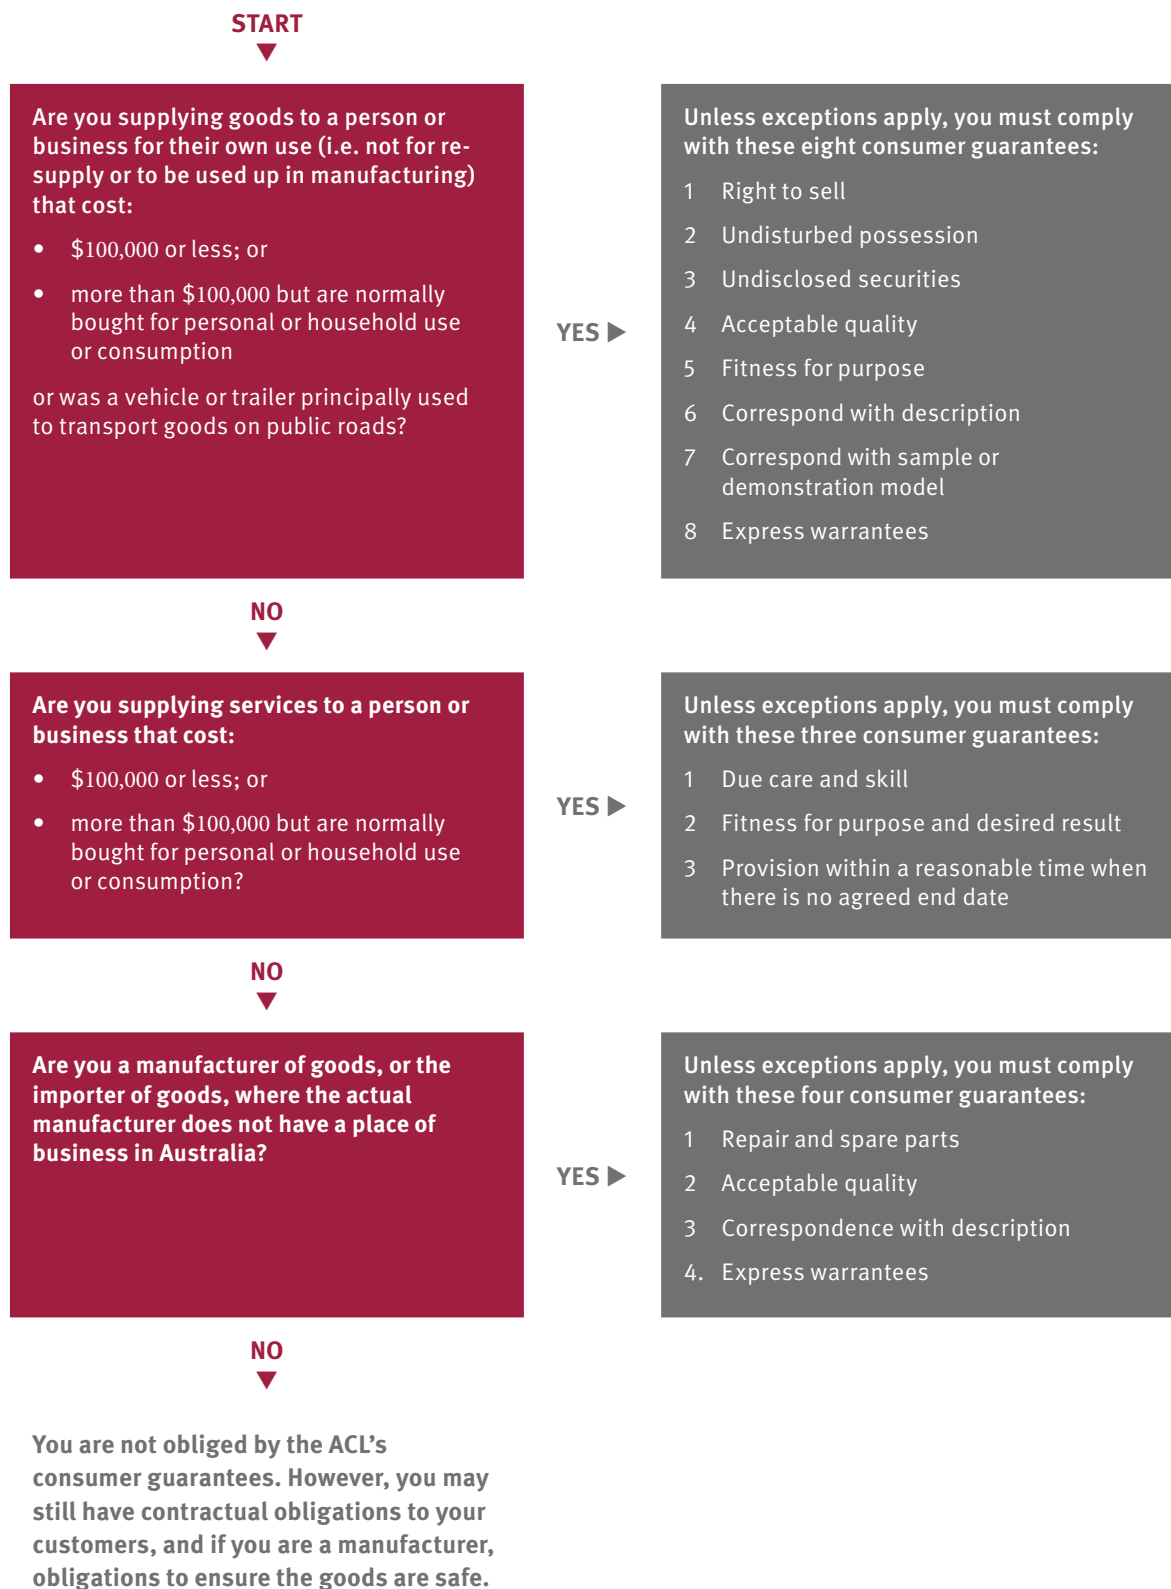 START
Are you supplying goods to a person or
business for their own use (i.e. not for re-
supply or to be used up in manufacturing)
that cost:
• $100,000 or less; or
• more than $100,000 but are normally
bought for personal or household use
or consumption
or was a vehicle or trailer principally used
to transport goods on public roads?
YES
Unless exceptions apply, you must comply
with these eight consumer guarantees:
1 Right to sell
2 Undisturbed possession
3 Undisclosed securities
4 Acceptable quality
5 Fitness for purpose
6 Correspond with description
7 Correspond with sample or
demonstration model
8 Express warrantees
NO
Are you supplying services to a person or
business that cost:
• $100,000 or less; or
• more than $100,000 but are normally
bought for personal or household use
or consumption?
YES
Unless exceptions apply, you must comply
with these three consumer guarantees:
1 Due care and skill
2 Fitness for purpose and desired result
3 Provision within a reasonable time when
there is no agreed end date
NO
Are you a manufacturer of goods, or the
importer of goods, where the actual
manufacturer does not have a place of
business in Australia?
YES
Unless exceptions apply, you must comply
with these four consumer guarantees:
1 Repair and spare parts
2 Acceptable quality
3 Correspondence with description
4. Express warrantees
NO
You are not obliged by the ACL’s
consumer guarantees. However, you may
still have contractual obligations to your
customers, and if you are a manufacturer,
obligations to ensure the goods are safe.